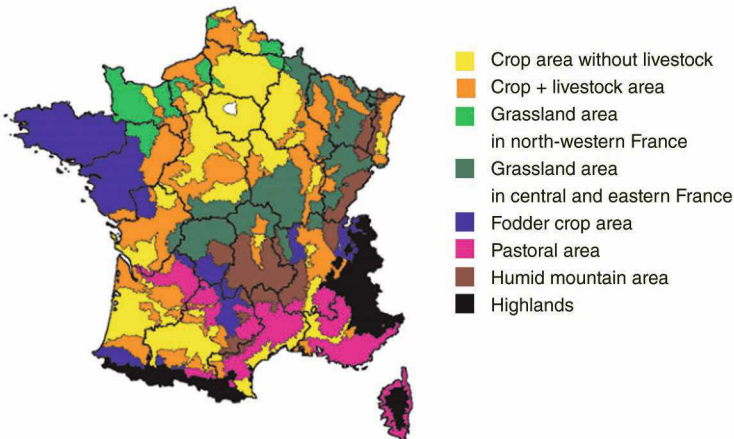 Crop area without livestock
Crop + livestock area
Grassland area
in north-western France
Grassland area
in central and eastern France
Fodder crop area
Pastoral area
Humid mountain area
Highlands